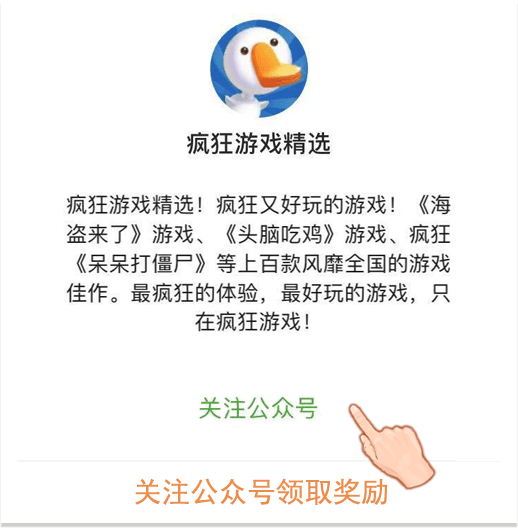 疯狂游戏精选
疯狂游戏精选！疯狂又好玩的游戏！《海
盗来了》游戏、《头脑吃鸡》游戏、疯狂
《呆呆打僵尸》等上百款风靡全国的游戏
佳作。最疯狂的体验，最好玩的游戏，只
在疯狂游戏！
关注公众号
关注公众号领取奖励